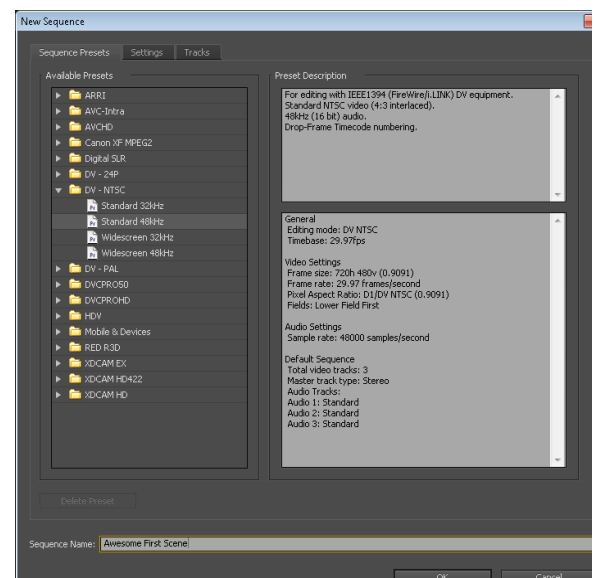 New Sequence
Sequence Presets Settings Tracks
Available Presets
ARRI
AVC-Intra
AVCHD
Canon XF MPEG2
Digital SLR
DV - 24P
DV - NTSC
Standard 32kHz
Standard 48kHz
Widescreen 32kHz
Widescreen 48kHz
DV - PAL
DVCPRO50
DVCPROHD
HDV
Mobile & Devices
RED R3D
XDCAM EX
XDCAM HD422
XDCAM HD
Preset Description
For editing with IEEE1394 (FireWire/i.LINK) DV equipment.
Standard NTSC video (4:3 interlaced).
48kHz (16 bit) audio.
Drop-Frame Timecode numbering.
General
Editing mode: DV NTSC
Timebase: 29.97fps
Video Settings
Frame size: 720h 480v (0.9091)
Frame rate: 29.97 frames/second
Pixel Aspect Ratio: D1/DV NTSC (0.9091)
Fields: Lower Field First
Audio Settings
Sample rate: 48000 samples/second
Default Sequence
Total video tracks: 3
Master track type: Stereo
Audio Tracks:
Audio 1: Standard
Audio 2: Standard
Audio 3: Standard
Delete Preset
Sequence Name: Awesome First Scene
OK Cancel